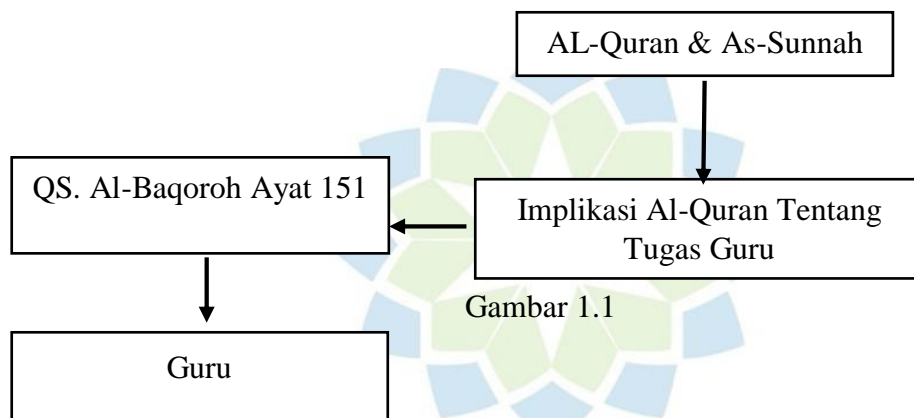 AL-Quran & As-Sunnah
QS. Al-Baqoroh Ayat 151
Implikasi Al-Quran Tentang
Tugas Guru
Gambar 1.1
Guru